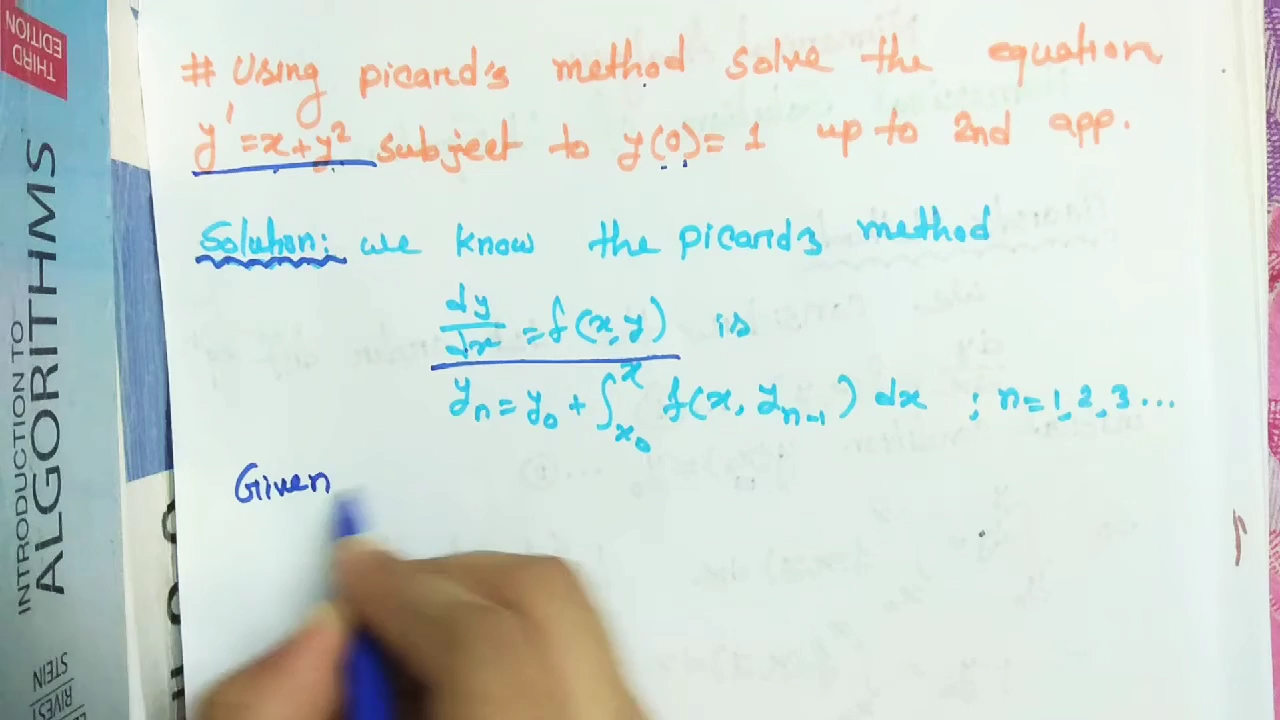 # Using picard's method solve the equation
y' = x + y² subject to y(0) = 1 up to 2nd app.
Solution: we know the picard's method
dy/dx = f(x, y) is
yₙ = y₀ + ∫ₓ₀ˣ f(x, yₙ₋₁) dx ; n = 1, 2, 3 ...
Given
THIRD
EDITION
INTRODUCTION TO
ALGORITHMS
STEIN
RIVEST